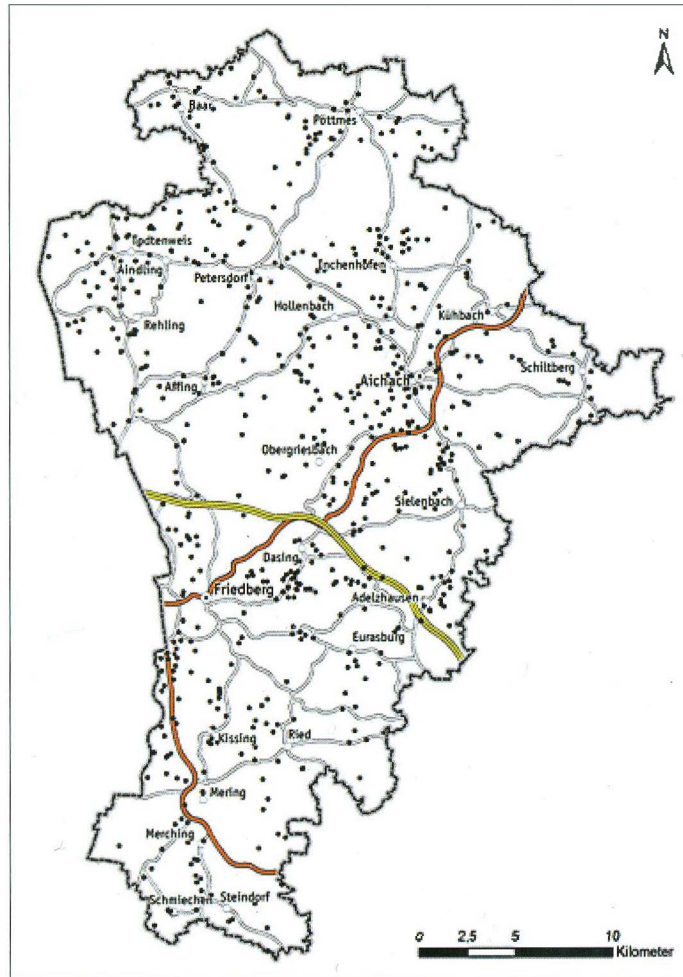 N
Baar
Pöttmes
Todtenweis
Aindling
Petersdorf
Inchenhofen
Hollenbach
Kühbach
Rehling
Schiltberg
Affing
Aichach
Obergriesbach
Sielenbach
Dasing
Friedberg
Adelzhausen
Eurasburg
Kissing
Ried
Mering
Merching
Schmiechen
Steindorf
0 2,5 5 10
Kilometer